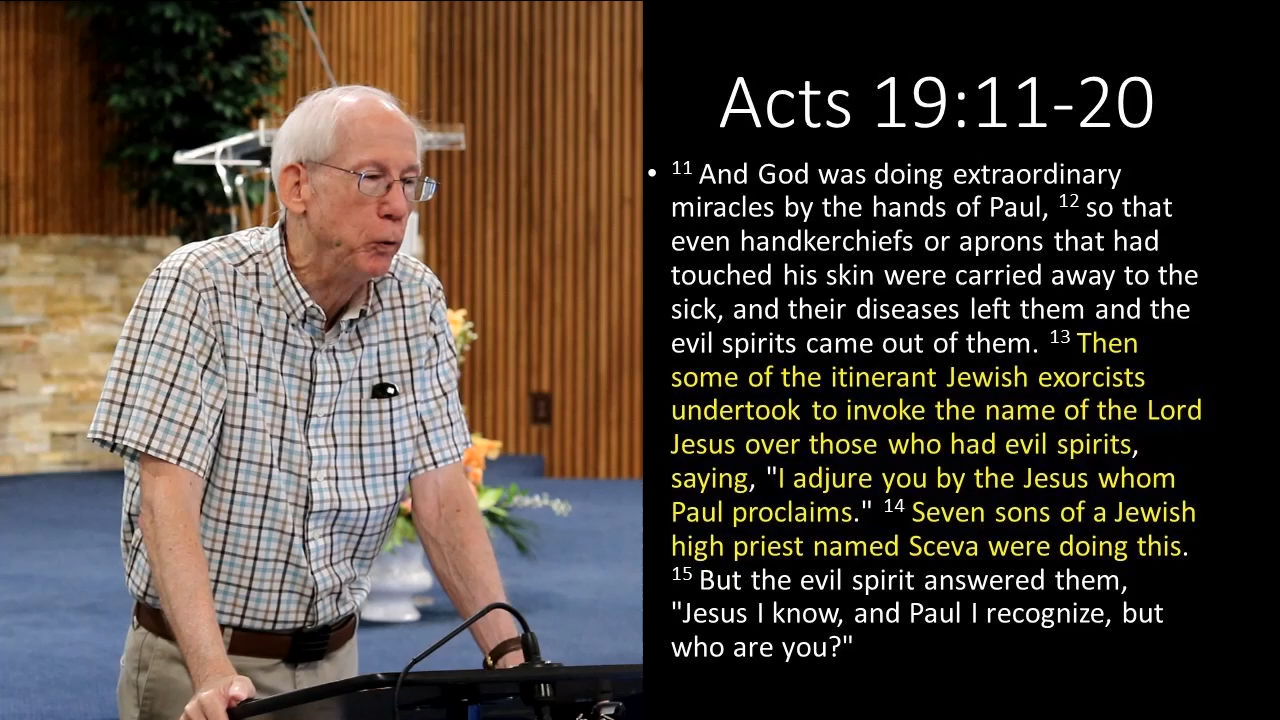 Acts 19:11-20
• 11 And God was doing extraordinary
miracles by the hands of Paul, 12 so that
even handkerchiefs or aprons that had
touched his skin were carried away to the
sick, and their diseases left them and the
evil spirits came out of them. 13 Then
some of the itinerant Jewish exorcists
undertook to invoke the name of the Lord
Jesus over those who had evil spirits,
saying, "I adjure you by the Jesus whom
Paul proclaims." 14 Seven sons of a Jewish
high priest named Sceva were doing this.
15 But the evil spirit answered them,
"Jesus I know, and Paul I recognize, but
who are you?"